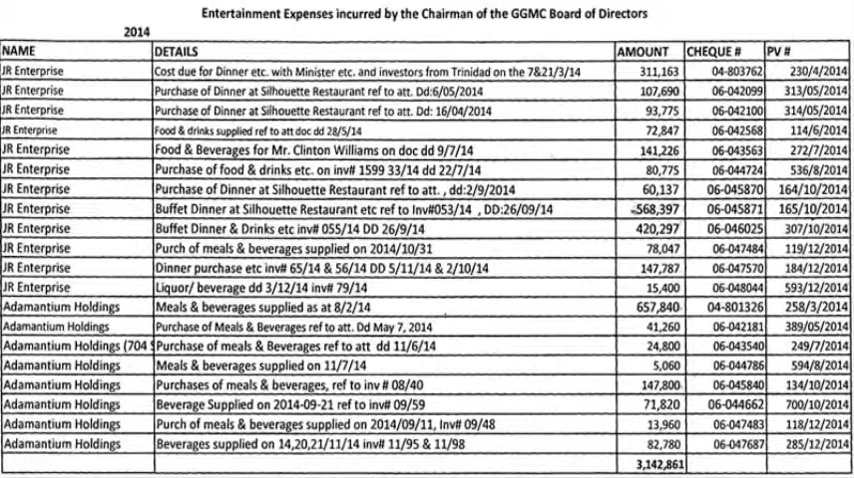 Entertainment Expenses incurred by the Chairman of the GGMC Board of Directors
2014
NAME DETAILS AMOUNT CHEQUE # PV #
JR Enterprise Cost due for Dinner etc. with Minister etc. and investors from Trinidad on the 7&21/3/14 311,163 04-803762 230/4/2014
JR Enterprise Purchase of Dinner at Silhouette Restaurant ref to att. Dd:6/05/2014 107,690 06-042099 313/05/2014
JR Enterprise Purchase of Dinner at Silhouette Restaurant ref to att. Dd: 16/04/2014 93,775 06-042100 314/05/2014
JR Enterprise Food & drinks supplied ref to att doc dd 28/5/14 72,847 06-042568 114/6/2014
JR Enterprise Food & Beverages for Mr. Clinton Williams on doc dd 9/7/14 141,226 06-043563 272/7/2014
JR Enterprise Purchase of food & drinks etc. on inv# 1599 33/14 dd 22/7/14 80,775 06-044724 536/8/2014
JR Enterprise Purchase of Dinner at Silhouette Restaurant ref to att. , dd:2/9/2014 60,137 06-045870 164/10/2014
JR Enterprise Buffet Dinner at Silhouette Restaurant etc ref to Inv#053/14 , DD:26/09/14 568,397 06-045871 165/10/2014
JR Enterprise Buffet Dinner & Drinks etc inv# 055/14 DD 26/9/14 420,297 06-046025 307/10/2014
JR Enterprise Purch of meals & beverages supplied on 2014/10/31 78,047 06-047484 119/12/2014
JR Enterprise Dinner purchase etc inv# 65/14 & 56/14 DD 5/11/14 & 2/10/14 147,787 06-047570 184/12/2014
JR Enterprise Liquor/ beverage dd 3/12/14 inv# 79/14 15,400 06-048044 593/12/2014
Adamantium Holdings Meals & beverages supplied as at 8/2/14 657,840 04-801326 258/3/2014
Adamantium Holdings Purchase of Meals & Beverages ref to att. Dd May 7, 2014 41,260 06-042181 389/05/2014
Adamantium Holdings (704 S Purchase of meals & Beverages ref to att dd 11/6/14 24,800 06-043540 249/7/2014
Adamantium Holdings Meals & beverages supplied on 11/7/14 5,060 06-044786 594/8/2014
Adamantium Holdings Purchases of meals & beverages, ref to inv # 08/40 147,800 06-045840 134/10/2014
Adamantium Holdings Beverage Supplied on 2014-09-21 ref to inv# 09/59 71,820 06-044662 700/10/2014
Adamantium Holdings Purch of meals & beverages supplied on 2014/09/11, Inv# 09/48 13,960 06-047483 118/12/2014
Adamantium Holdings Beverages supplied on 14,20,21/11/14 inv# 11/95 & 11/98 82,780 06-047687 285/12/2014
3,142,861